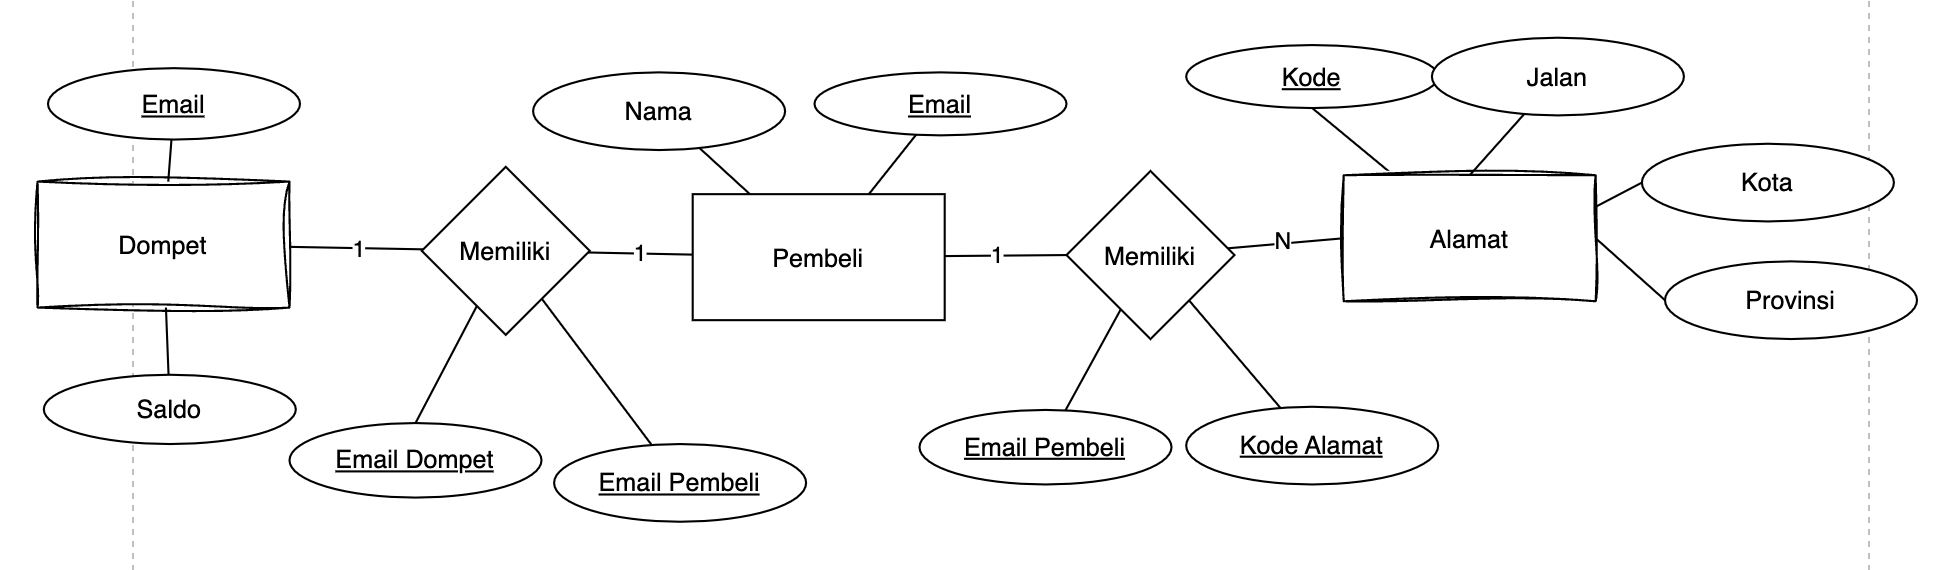 Email
Nama
Email
Kode
Jalan
Kota
Dompet
1
Memiliki
1
Pembeli
1
Memiliki
N
Alamat
Provinsi
Saldo
Email Dompet
Email Pembeli
Email Pembeli
Kode Alamat